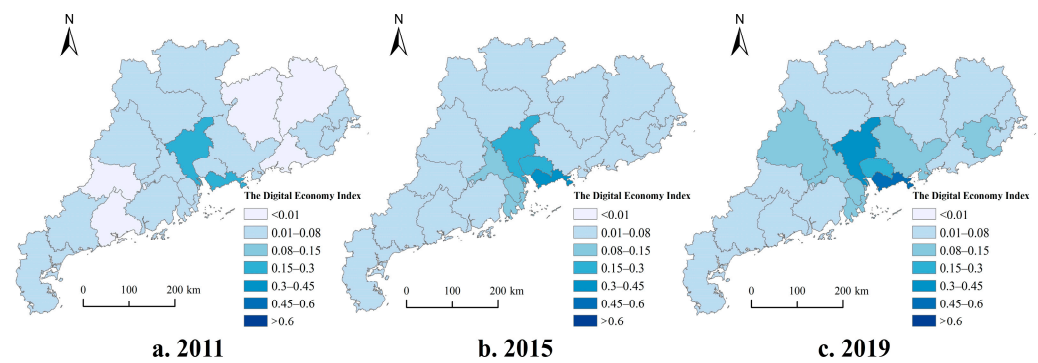 N
The Digital Economy Index
<0.01
0.01–0.08
0.08–0.15
0.15–0.3
0.3–0.45
0.45–0.6
>0.6
0 100 200 km
a. 2011
N
The Digital Economy Index
<0.01
0.01–0.08
0.08–0.15
0.15–0.3
0.3–0.45
0.45–0.6
>0.6
0 100 200 km
b. 2015
N
The Digital Economy Index
<0.01
0.01–0.08
0.08–0.15
0.15–0.3
0.3–0.45
0.45–0.6
>0.6
0 100 200 km
c. 2019